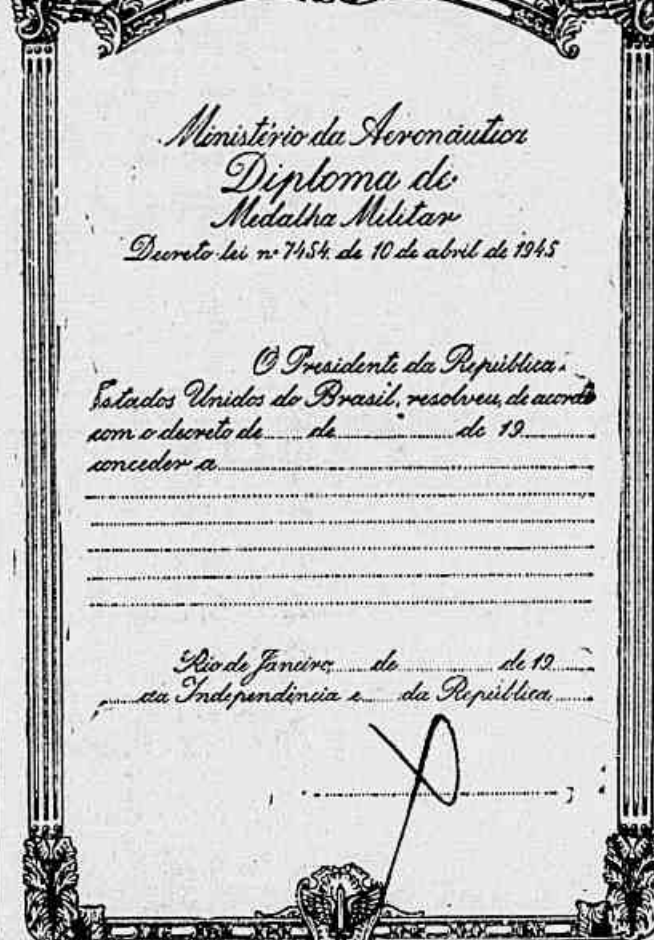 Ministério da Aeronáutica
Diploma de
Medalha Militar
Decreto-lei nº 7454, de 10 de abril de 1945
O Presidente da República
Estados Unidos do Brasil, resolveu, de acordo
com o decreto de ...... de ............ de 19......
conceder a ............
Rio de Janeiro, ...... de ............ de 19......
...... da Independência e ...... da República ......